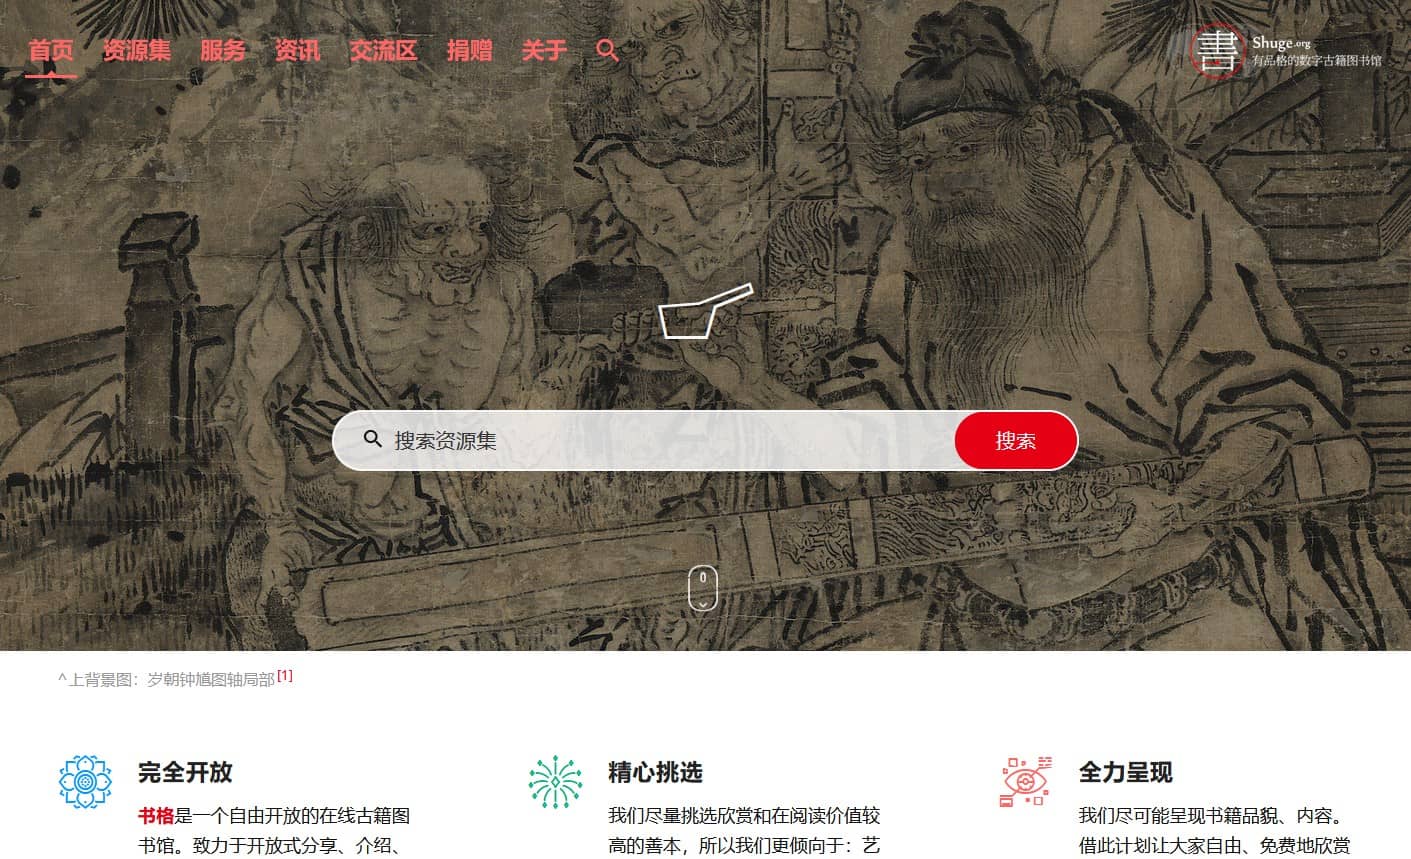 首页 资源集 服务 资讯 交流区 捐赠 关于
書
Shuge.org
有品格的数字古籍图书馆
搜索资源集
搜索
^上背景图：岁朝钟馗图轴局部[1]
完全开放
书格是一个自由开放的在线古籍图
书馆。致力于开放式分享、介绍、
精心挑选
我们尽量挑选欣赏和在阅读价值较
高的善本，所以我们更倾向于：艺
全力呈现
我们尽可能呈现书籍品貌、内容。
借此计划让大家自由、免费地欣赏